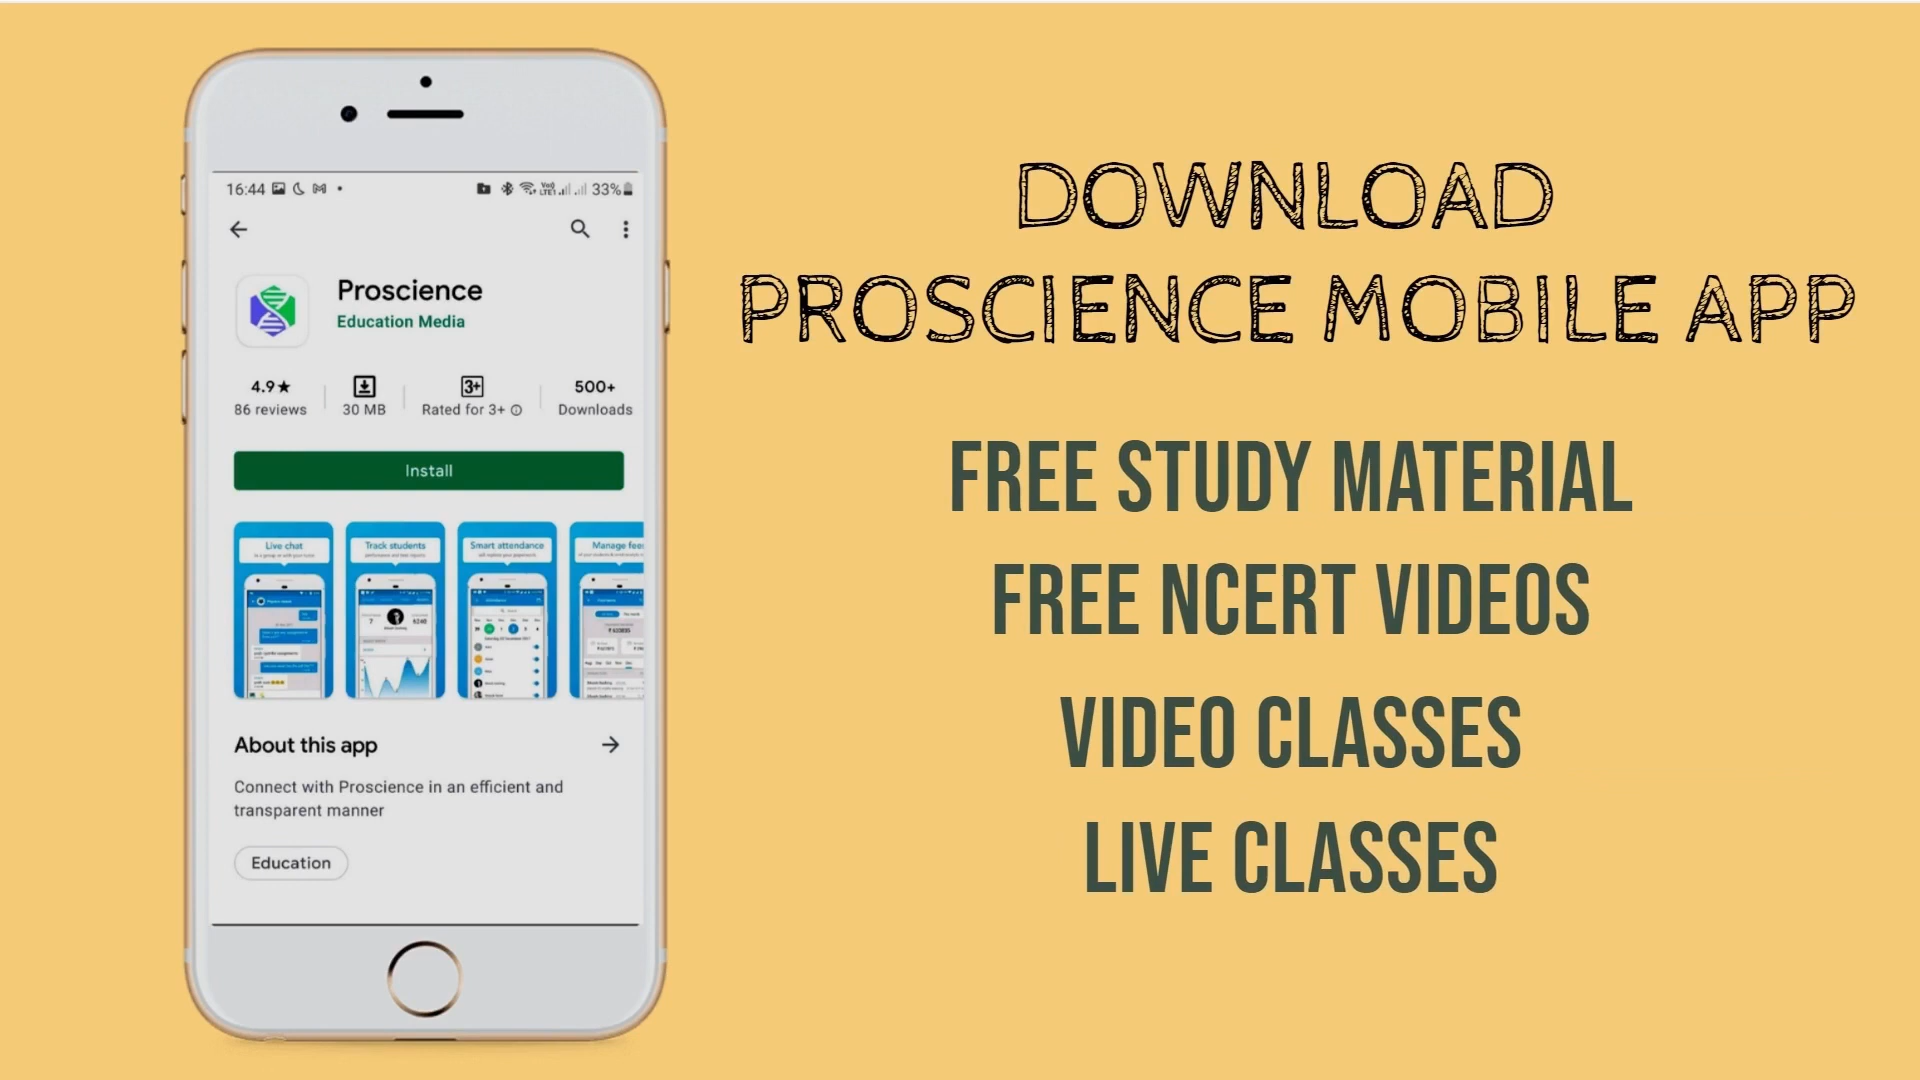 16:44
33%
Proscience
Education Media
4.9★
86 reviews
30 MB
3+
Rated for 3+
500+
Downloads
Install
Live chat
Track students
Smart attendance
Manage fees
About this app
Connect with Proscience in an efficient and
transparent manner
Education
DOWNLOAD
PROSCIENCE MOBILE APP
FREE STUDY MATERIAL
FREE NCERT VIDEOS
VIDEO CLASSES
LIVE CLASSES